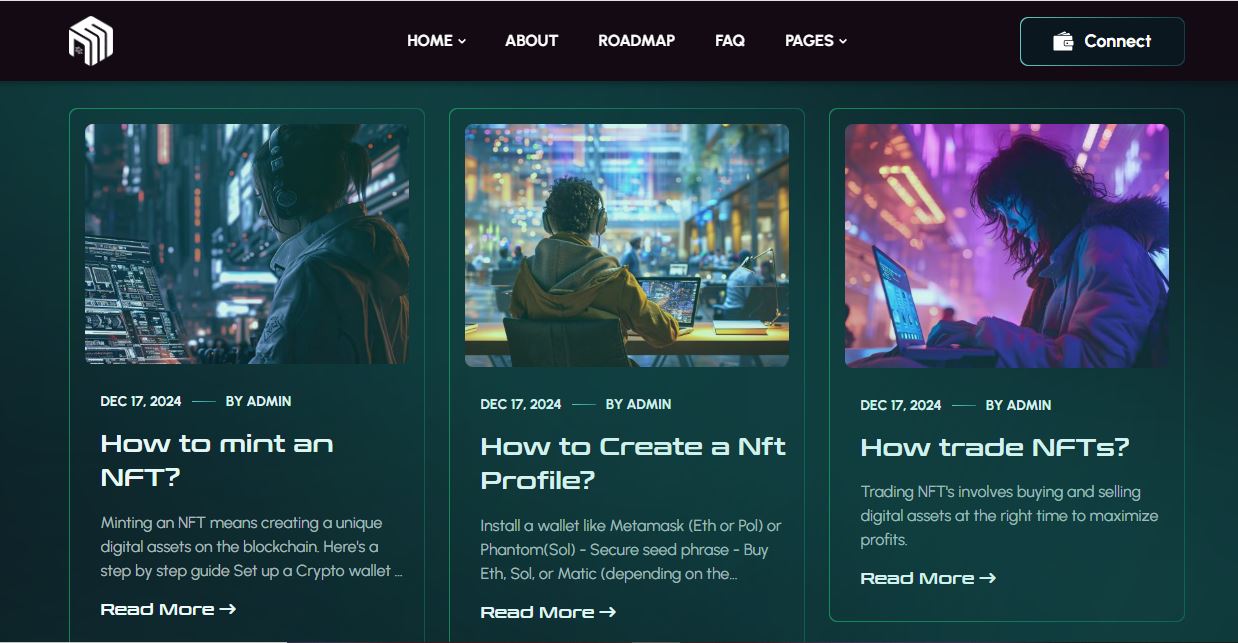 HOME
ABOUT
ROADMAP
FAQ
PAGES
Connect
DEC 17, 2024 — BY ADMIN
How to mint an
NFT?
Minting an NFT means creating a unique
digital assets on the blockchain. Here's a
step by step guide Set up a Crypto wallet ...
Read More →
DEC 17, 2024 — BY ADMIN
How to Create a Nft
Profile?
Install a wallet like Metamask (Eth or Pol) or
Phantom(Sol) - Secure seed phrase - Buy
Eth, Sol, or Matic (depending on the...
Read More →
DEC 17, 2024 — BY ADMIN
How trade NFTs?
Trading NFT's involves buying and selling
digital assets at the right time to maximize
profits.
Read More →